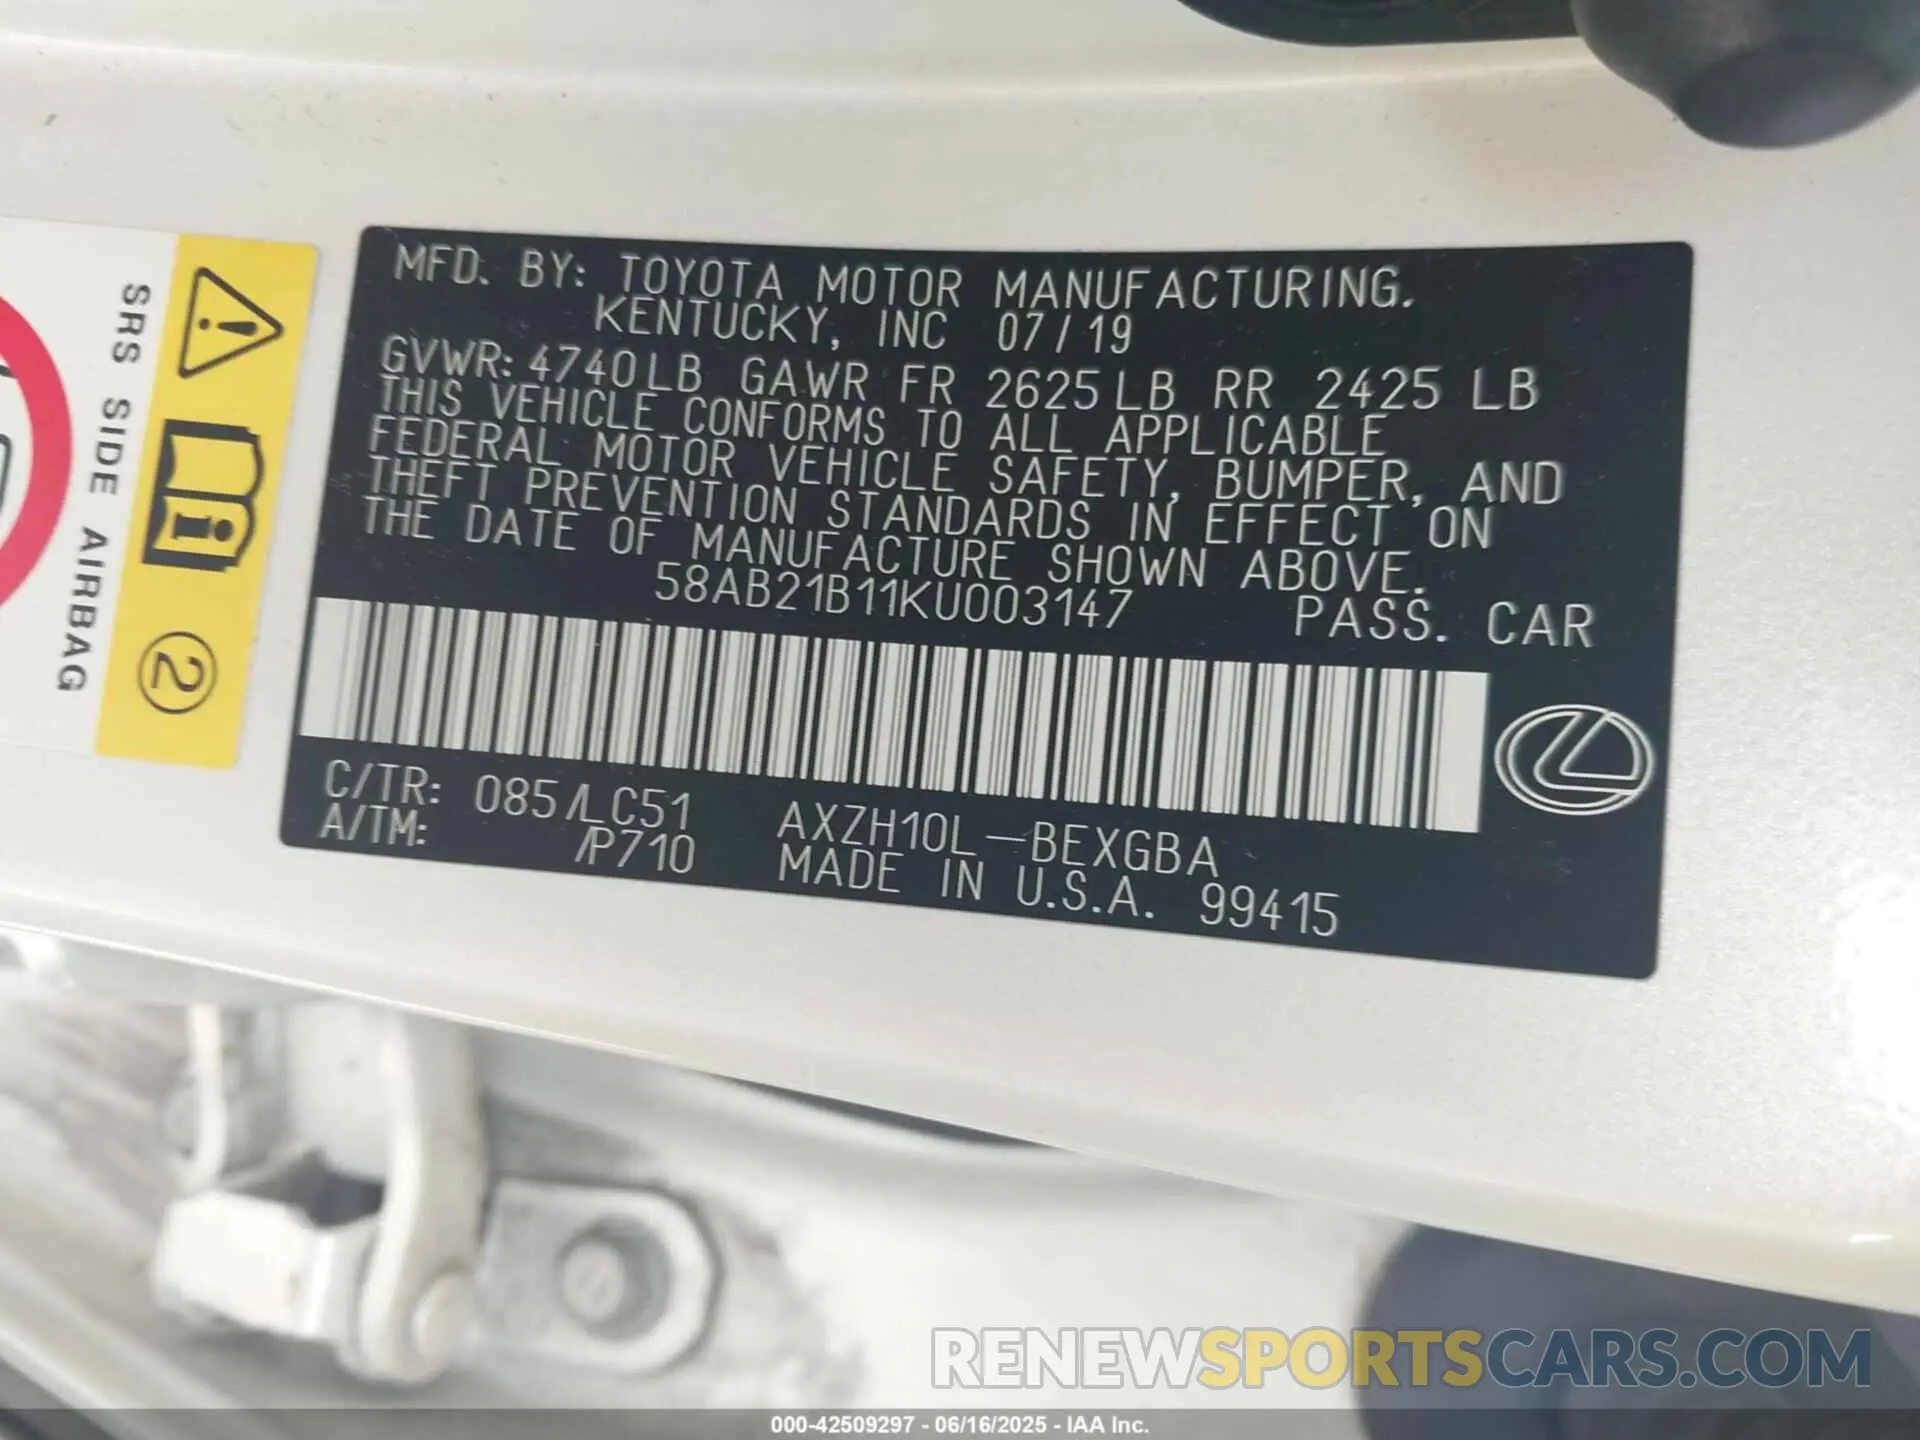 MFD. BY: TOYOTA MOTOR MANUFACTURING.
KENTUCKY, INC 07/19
GVWR: 4740LB GAWR FR 2625LB RR 2425 LB
THIS VEHICLE CONFORMS TO ALL APPLICABLE
FEDERAL MOTOR VEHICLE SAFETY, BUMPER, AND
THEFT PREVENTION STANDARDS IN EFFECT ON
THE DATE OF MANUFACTURE SHOWN ABOVE.
58AB21B11KU003147 PASS. CAR
C/TR: 085/LC51 AXZH10L-BEXGBA
A/TM: /P710 MADE IN U.S.A. 99415
SRS SIDE AIRBAG
2
RENEWSPORTSCARS.COM
000-42509297 - 06/16/2025 - IAA Inc.